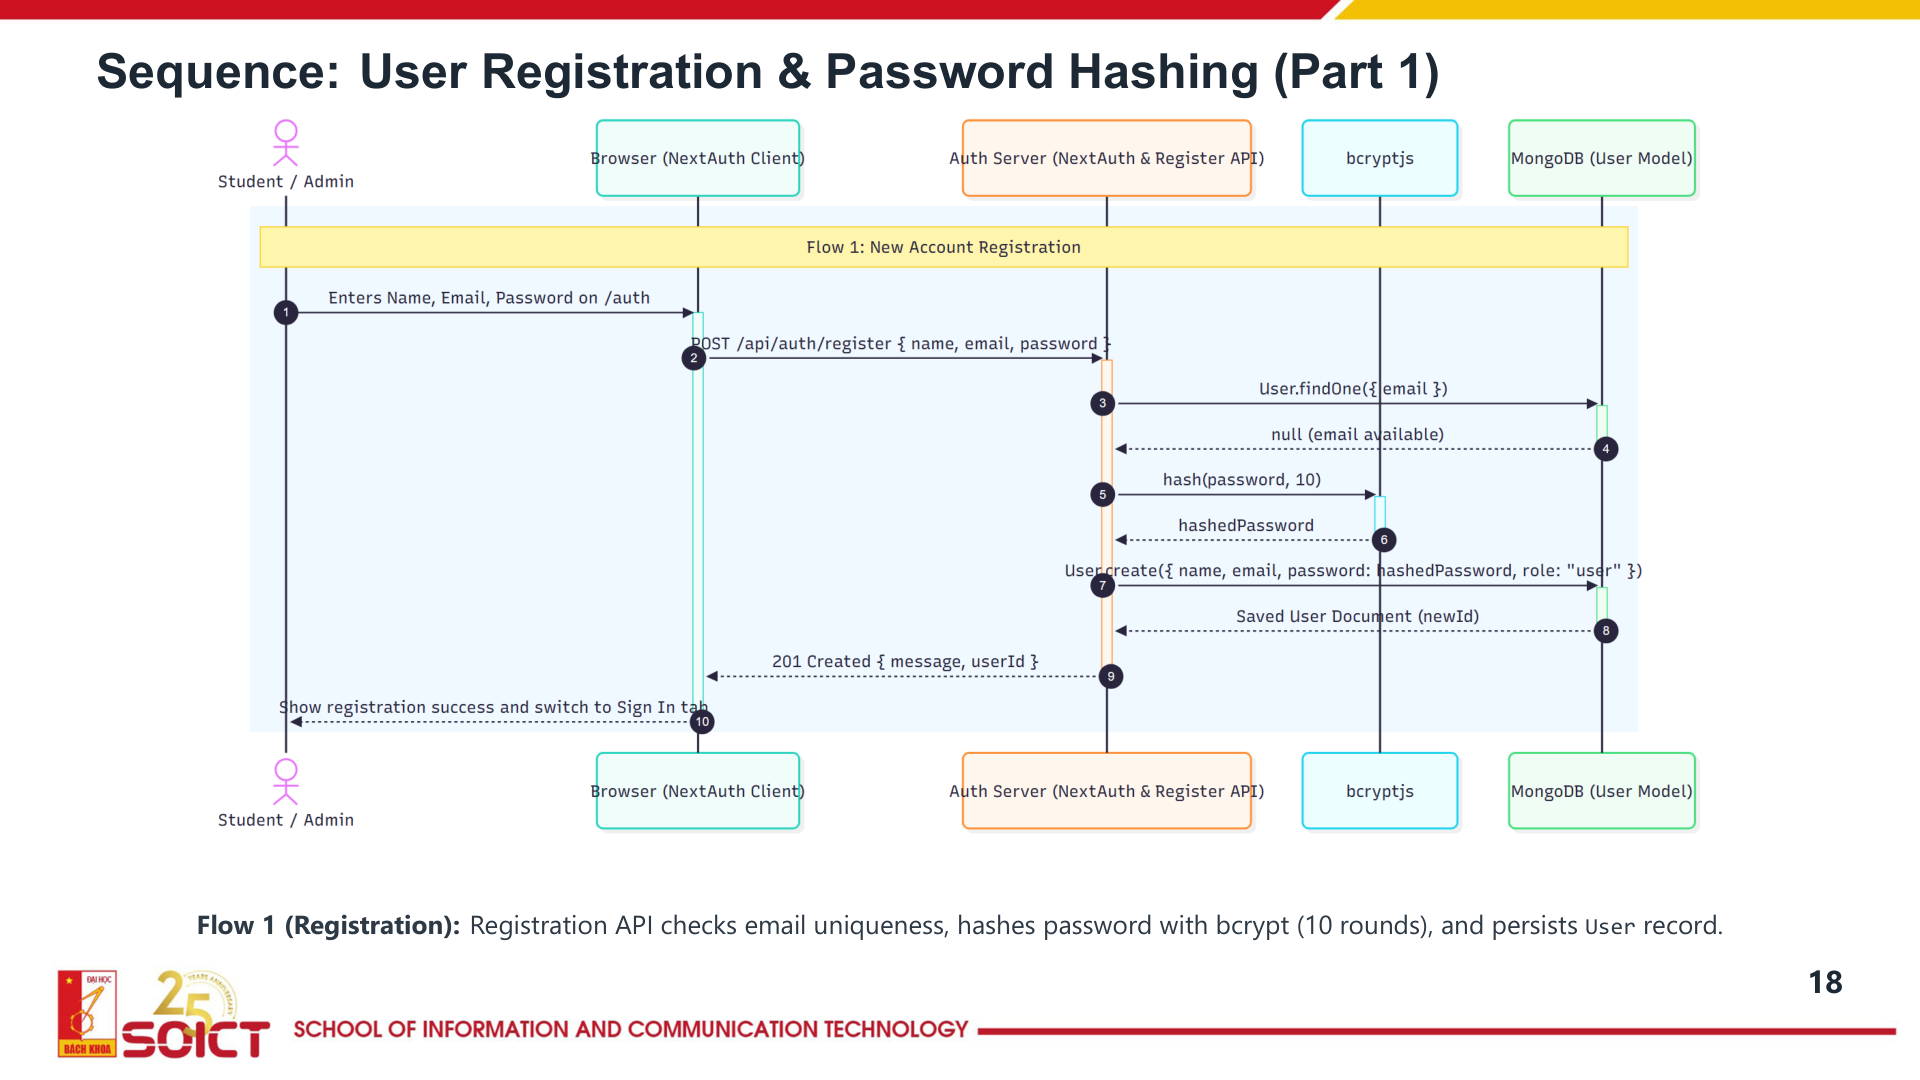 Sequence: User Registration & Password Hashing (Part 1)
Student / Admin
Browser (NextAuth Client)
Auth Server (NextAuth & Register API)
bcryptjs
MongoDB (User Model)
Flow 1: New Account Registration
1
Enters Name, Email, Password on /auth
2
POST /api/auth/register { name, email, password }
3
User.findOne({ email })
null (email available)
4
5
hash(password, 10)
hashedPassword
6
7
User.create({ name, email, password: hashedPassword, role: "user" })
Saved User Document (newId)
8
201 Created { message, userId }
9
Show registration success and switch to Sign In tab
10
Student / Admin
Browser (NextAuth Client)
Auth Server (NextAuth & Register API)
bcryptjs
MongoDB (User Model)
Flow 1 (Registration): Registration API checks email uniqueness, hashes password with bcrypt (10 rounds), and persists User record.
18
ĐẠI HỌC
BÁCH KHOA
25
YEARS ANNIVERSARY
SOICT
SCHOOL OF INFORMATION AND COMMUNICATION TECHNOLOGY